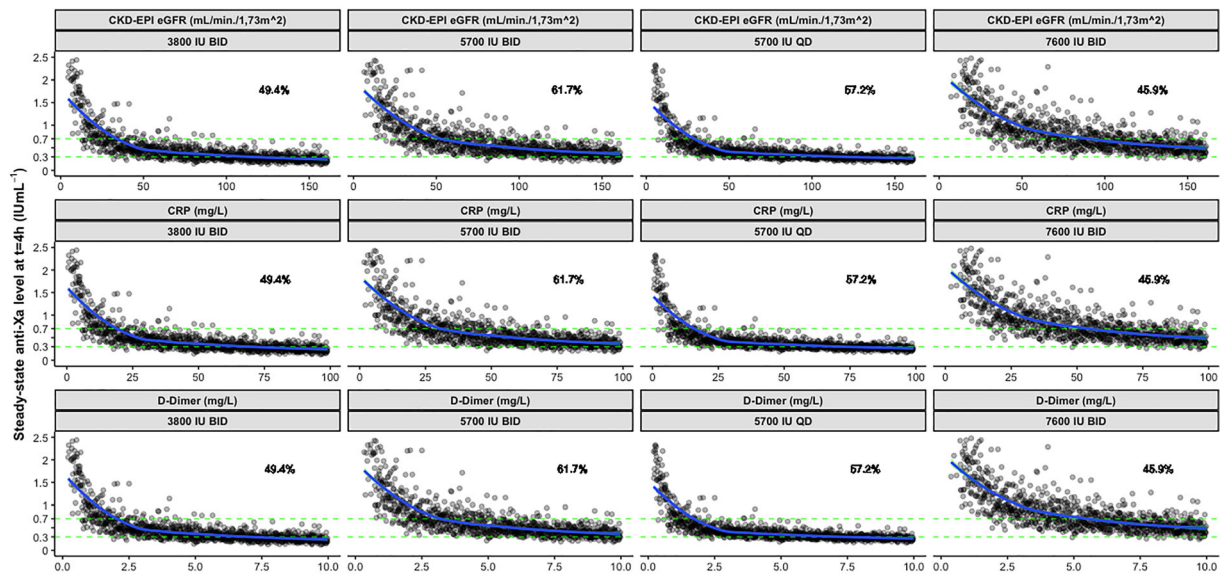 CKD-EPI eGFR (mL/min./1,73m^2) CKD-EPI eGFR (mL/min./1,73m^2) CKD-EPI eGFR (mL/min./1,73m^2) CKD-EPI eGFR (mL/min./1,73m^2)
3800 IU BID 5700 IU BID 5700 IU QD 7600 IU BID
2.5
2
49.4% 61.7% 57.2% 45.9%
1.5
1
0.7
0.3
0
0 50 100 150 0 50 100 150 0 50 100 150 0 50 100 150
Steady-state anti-Xa level at t=4h (IUmL⁻¹)
CRP (mg/L) CRP (mg/L) CRP (mg/L) CRP (mg/L)
3800 IU BID 5700 IU BID 5700 IU QD 7600 IU BID
2.5
2
49.4% 61.7% 57.2% 45.9%
1.5
1
0.7
0.3
0
0 25 50 75 100 0 25 50 75 100 0 25 50 75 100 0 25 50 75 100
D-Dimer (mg/L) D-Dimer (mg/L) D-Dimer (mg/L) D-Dimer (mg/L)
3800 IU BID 5700 IU BID 5700 IU QD 7600 IU BID
2.5
2
49.4% 61.7% 57.2% 45.9%
1.5
1
0.7
0.3
0
0.0 2.5 5.0 7.5 10.0 0.0 2.5 5.0 7.5 10.0 0.0 2.5 5.0 7.5 10.0 0.0 2.5 5.0 7.5 10.0